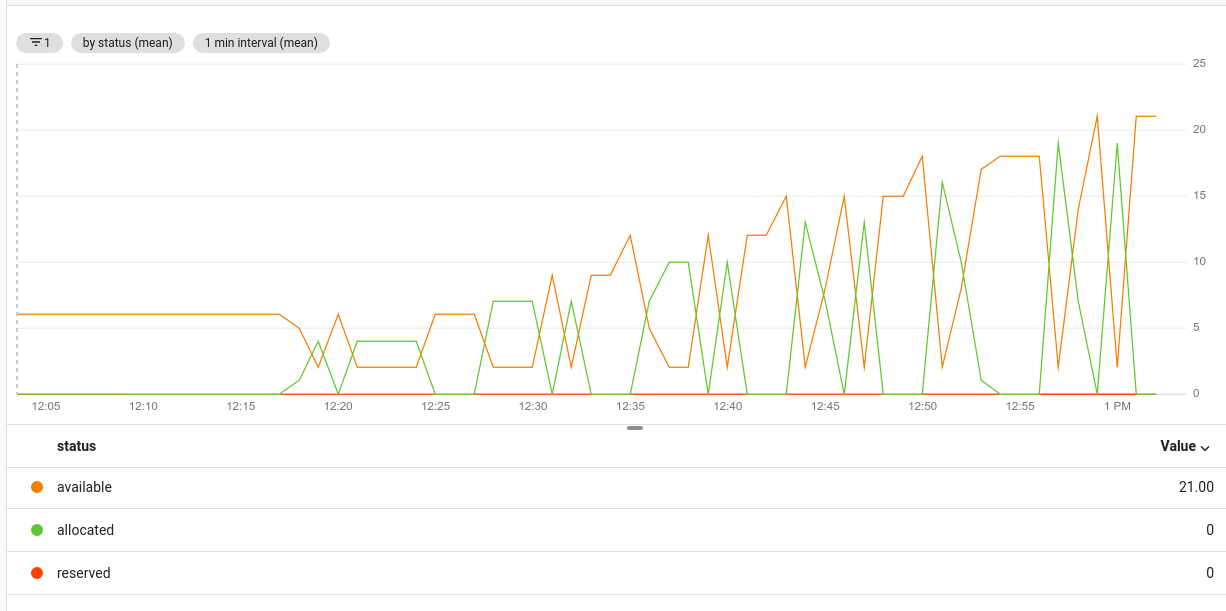 1 by status (mean) 1 min interval (mean)
25
20
15
10
5
0
12:05 12:10 12:15 12:20 12:25 12:30 12:35 12:40 12:45 12:50 12:55 1 PM
status Value
available 21.00
allocated 0
reserved 0